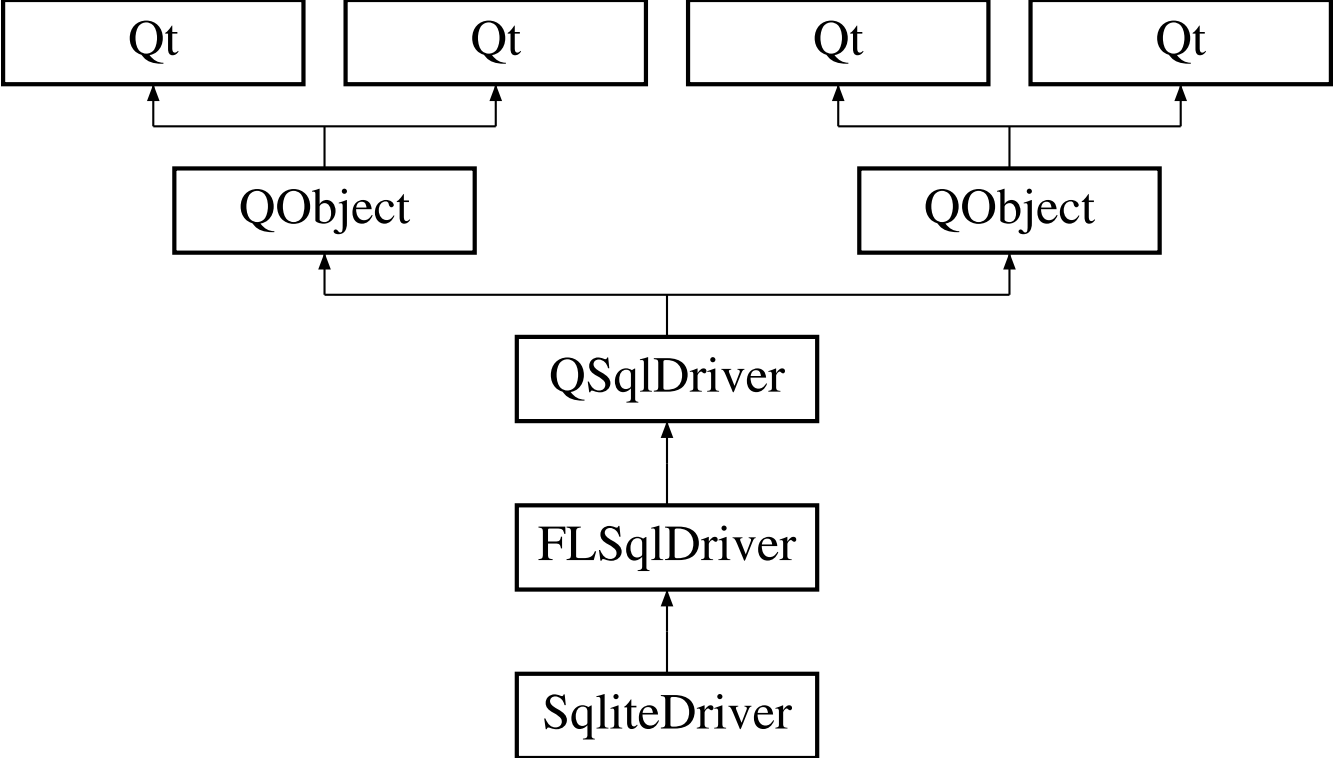 Qt
Qt
Qt
Qt
QObject
QObject
QSqlDriver
FLSqlDriver
SqliteDriver